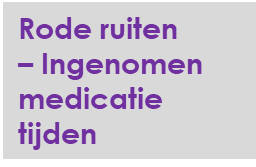 Rode ruiten
– Ingenomen
medicatie
tijden